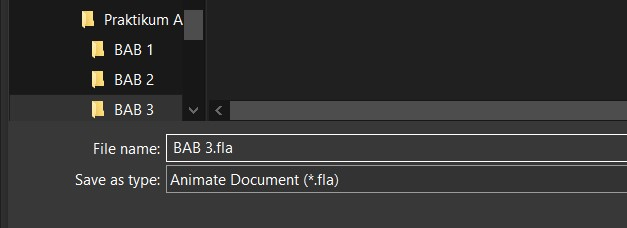 Praktikum A
BAB 1
BAB 2
BAB 3
File name: BAB 3.fla
Save as type: Animate Document (*.fla)